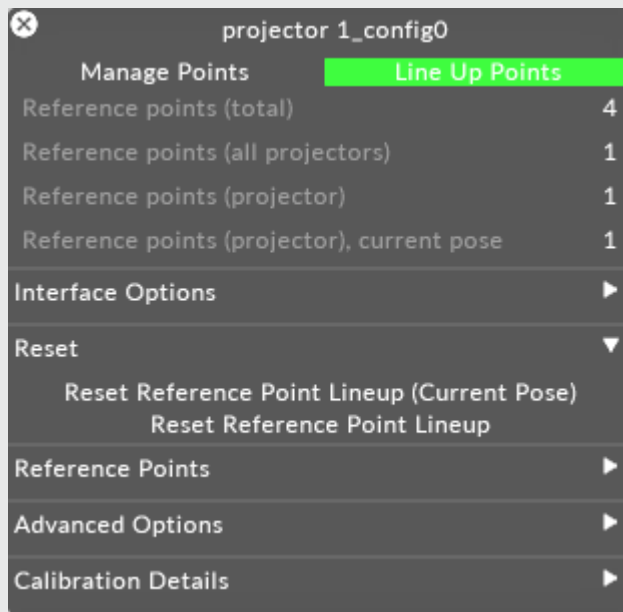 projector 1_config0
Manage Points Line Up Points
Reference points (total) 4
Reference points (all projectors) 1
Reference points (projector) 1
Reference points (projector), current pose 1
Interface Options
Reset
Reset Reference Point Lineup (Current Pose)
Reset Reference Point Lineup
Reference Points
Advanced Options
Calibration Details